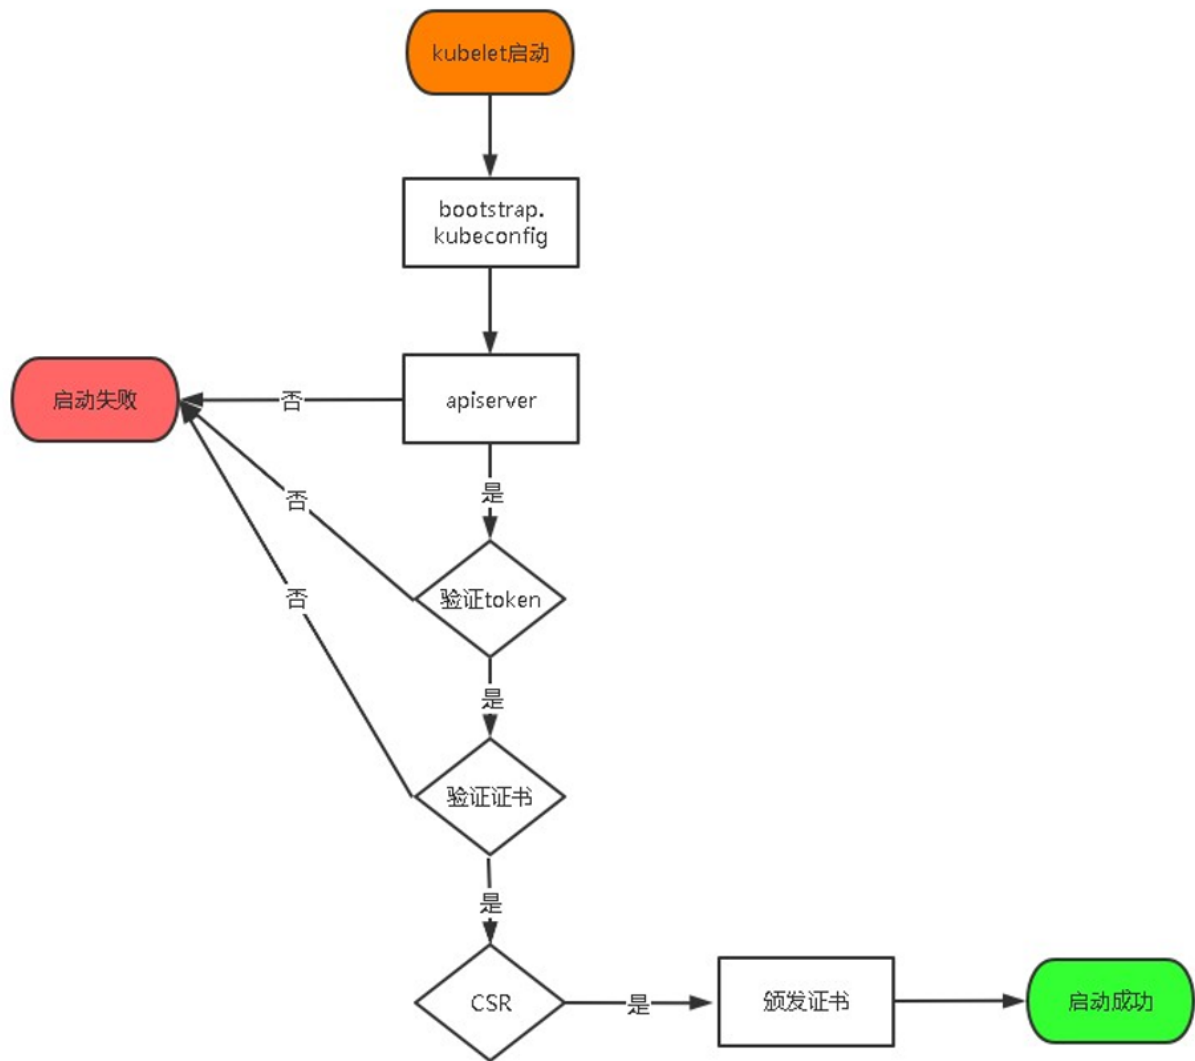 kubelet启动
bootstrap.
kubeconfig
启动失败
否
apiserver
是
否
验证token
否
是
验证证书
是
CSR
是
颁发证书
启动成功